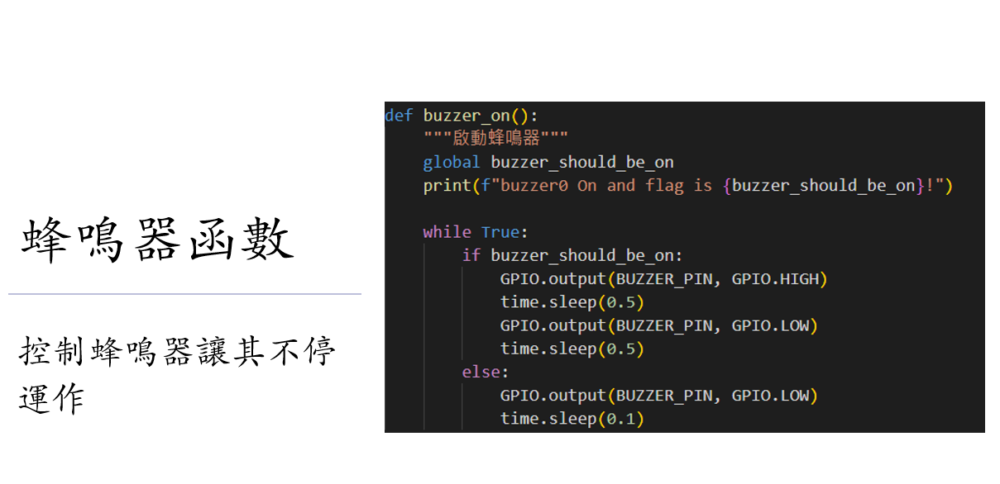 蜂鳴器函數
控制蜂鳴器讓其不停
運作
def buzzer_on():
    """啟動蜂鳴器"""
    global buzzer_should_be_on
    print(f"buzzer0 On and flag is {buzzer_should_be_on}!")
    while True:
        if buzzer_should_be_on:
            GPIO.output(BUZZER_PIN, GPIO.HIGH)
            time.sleep(0.5)
            GPIO.output(BUZZER_PIN, GPIO.LOW)
            time.sleep(0.5)
        else:
            GPIO.output(BUZZER_PIN, GPIO.LOW)
            time.sleep(0.1)